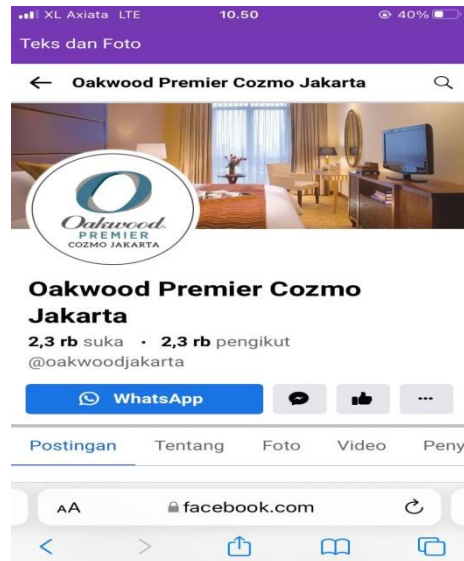 XL Axiata LTE 10.50 40%
Teks dan Foto
Oakwood Premier Cozmo Jakarta
Oakwood
PREMIER
COZMO JAKARTA
Oakwood Premier Cozmo
Jakarta
2,3 rb suka · 2,3 rb pengikut
@oakwoodjakarta
WhatsApp
Postingan Tentang Foto Video Peny
AA facebook.com